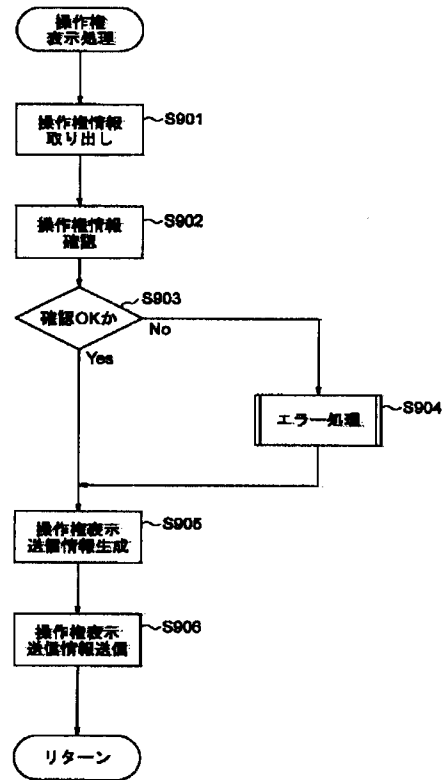 操作権
表示処理
操作権情報
取り出し
S901
操作権情報
確認
S902
確認OKか
S903
No
Yes
エラー処理
S904
操作権表示
送信情報生成
S905
操作権表示
送信情報送信
S906
リターン